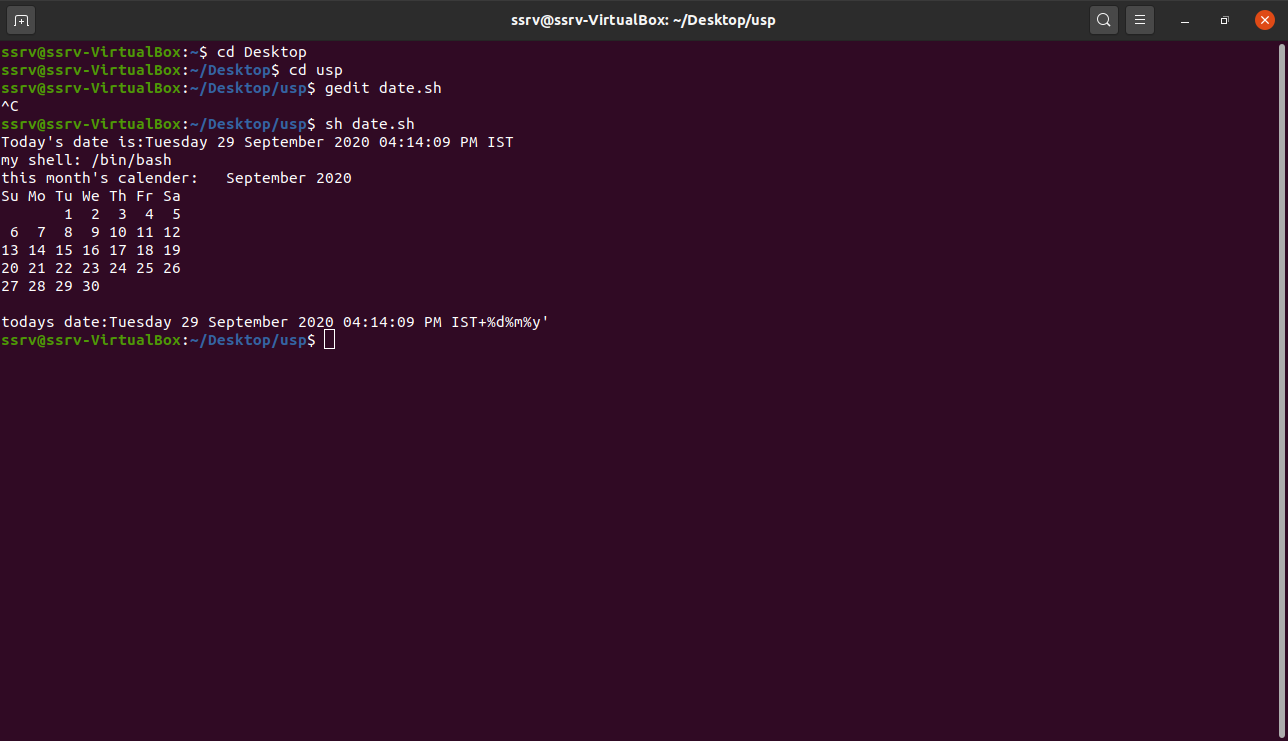 ssrv@ssrv-VirtualBox: ~/Desktop/usp
ssrv@ssrv-VirtualBox:~$ cd Desktop
ssrv@ssrv-VirtualBox:~/Desktop$ cd usp
ssrv@ssrv-VirtualBox:~/Desktop/usp$ gedit date.sh
^C
ssrv@ssrv-VirtualBox:~/Desktop/usp$ sh date.sh
Today's date is:Tuesday 29 September 2020 04:14:09 PM IST
my shell: /bin/bash
this month's calender:   September 2020
Su Mo Tu We Th Fr Sa
       1  2  3  4  5
 6  7  8  9 10 11 12
13 14 15 16 17 18 19
20 21 22 23 24 25 26
27 28 29 30
todays date:Tuesday 29 September 2020 04:14:09 PM IST+%d%m%y'
ssrv@ssrv-VirtualBox:~/Desktop/usp$